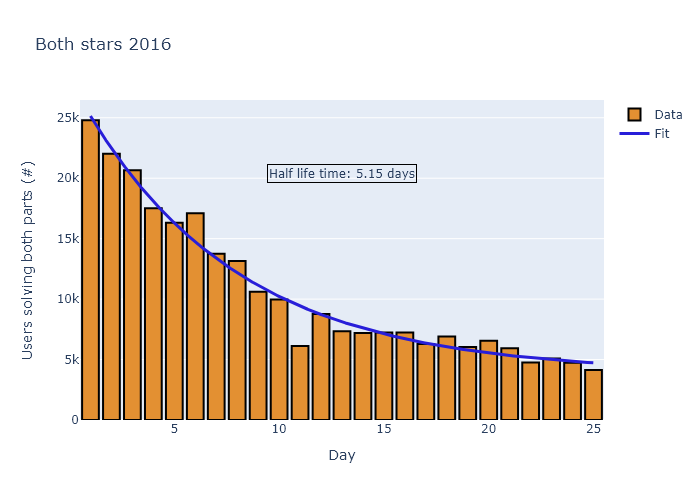 Both stars 2016
Data
Fit
Half life time: 5.15 days
Users solving both parts (#)
25k
20k
15k
10k
5k
0
5
10
15
20
25
Day